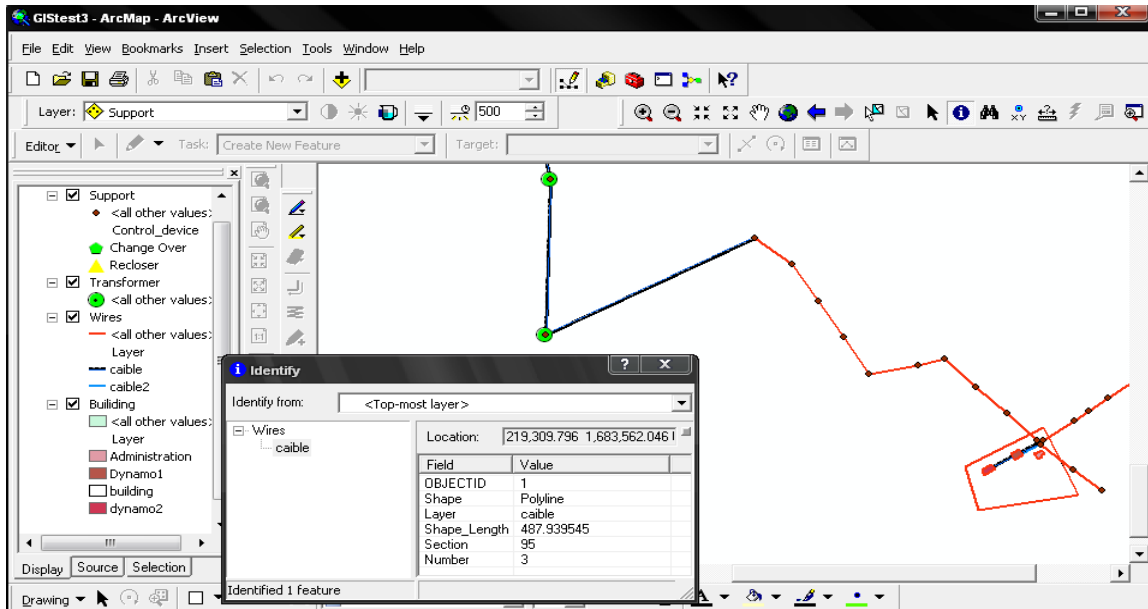 GIStest3 - ArcMap - ArcView
File Edit View Bookmarks Insert Selection Tools Window Help
Layer: Support 500
Editor Task: Create New Feature Target:
Support
<all other values>
Control_device
Change Over
Recloser
Transformer
<all other values>
Wires
<all other values>
Layer
caible
caible2
Building
<all other values>
Layer
Administration
Dynamo1
building
dynamo2
Display Source Selection
Drawing
1:1
Identify
Identify from: <Top-most layer>
Wires
caible
Location: 219,309.796 1,683,562.046
Field Value
OBJECTID 1
Shape Polyline
Layer caible
Shape_Length 487.939545
Section 95
Number 3
Identified 1 feature
A